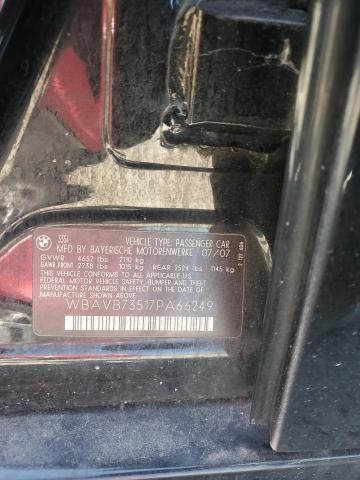 BMW
335i VEHICLE TYPE: PASSENGER CAR
MFD BY BAYERISCHE MOTORENWERKE 07/07
GVWR 4652 lbs 2110 kg
GAWR FRONT 2238 lbs 1015 kg REAR 2524 lbs 1145 kg
THIS VEHICLE CONFORMS TO ALL APPLICABLE
FEDERAL MOTOR VEHICLE SAFETY,
BUMPER, AND THEFT PREVENTION
STANDARDS IN EFFECT ON THE DATE OF
MANUFACTURE SHOWN ABOVE.
WBAVB73517PA66249